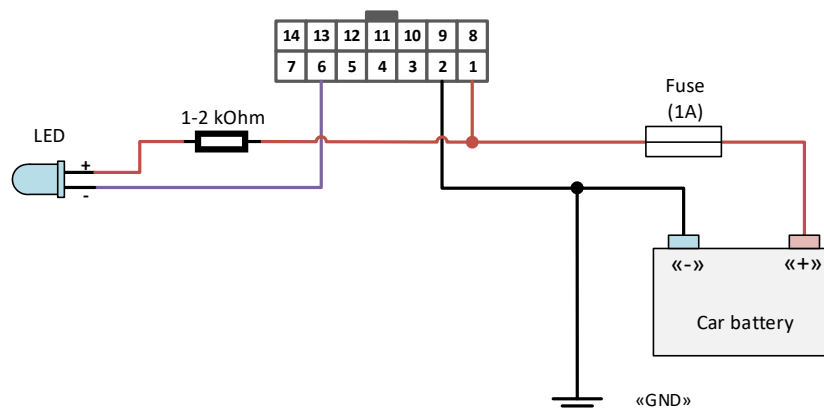 14 13 12 11 10 9 8
7 6 5 4 3 2 1
Fuse
(1A)
1-2 kOhm
LED
+
-
«-» «+»
Car battery
«GND»